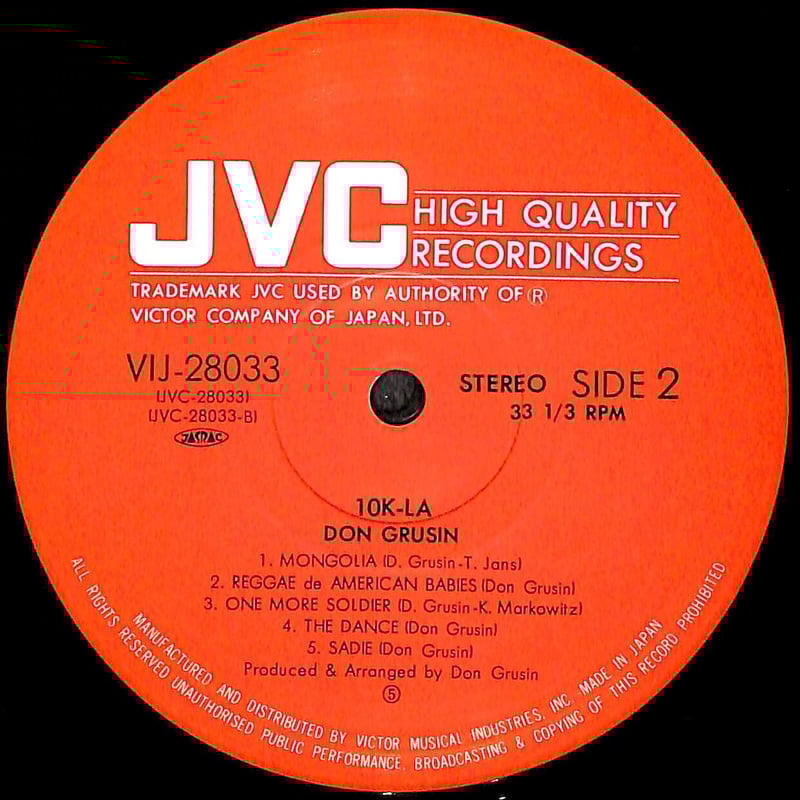 JVC HIGH QUALITY
RECORDINGS
TRADEMARK JVC USED BY AUTHORITY OF ®
VICTOR COMPANY OF JAPAN, LTD.
VIJ-28033
(JVC-28033)
(JVC-28033-B)
JASRAC
STEREO SIDE 2
33 1/3 RPM
10K-LA
DON GRUSIN
1. MONGOLIA (D. Grusin-T. Jans)
2. REGGAE de AMERICAN BABIES (Don Grusin)
3. ONE MORE SOLDIER (D. Grusin-K. Markowitz)
4. THE DANCE (Don Grusin)
5. SADIE (Don Grusin)
Produced & Arranged by Don Grusin
⑤
MANUFACTURED AND DISTRIBUTED BY VICTOR MUSICAL INDUSTRIES, INC. MADE IN JAPAN
ALL RIGHTS RESERVED UNAUTHORISED PUBLIC PERFORMANCE, BROADCASTING & COPYING OF THIS RECORD PROHIBITED